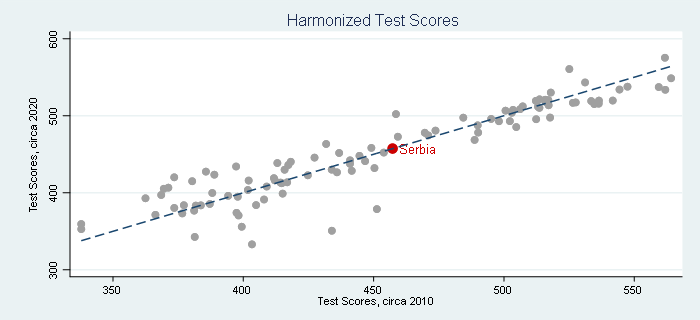 Harmonized Test Scores
Test Scores, circa 2020
600
500
400
300
Serbia
350
400
450
500
550
Test Scores, circa 2010